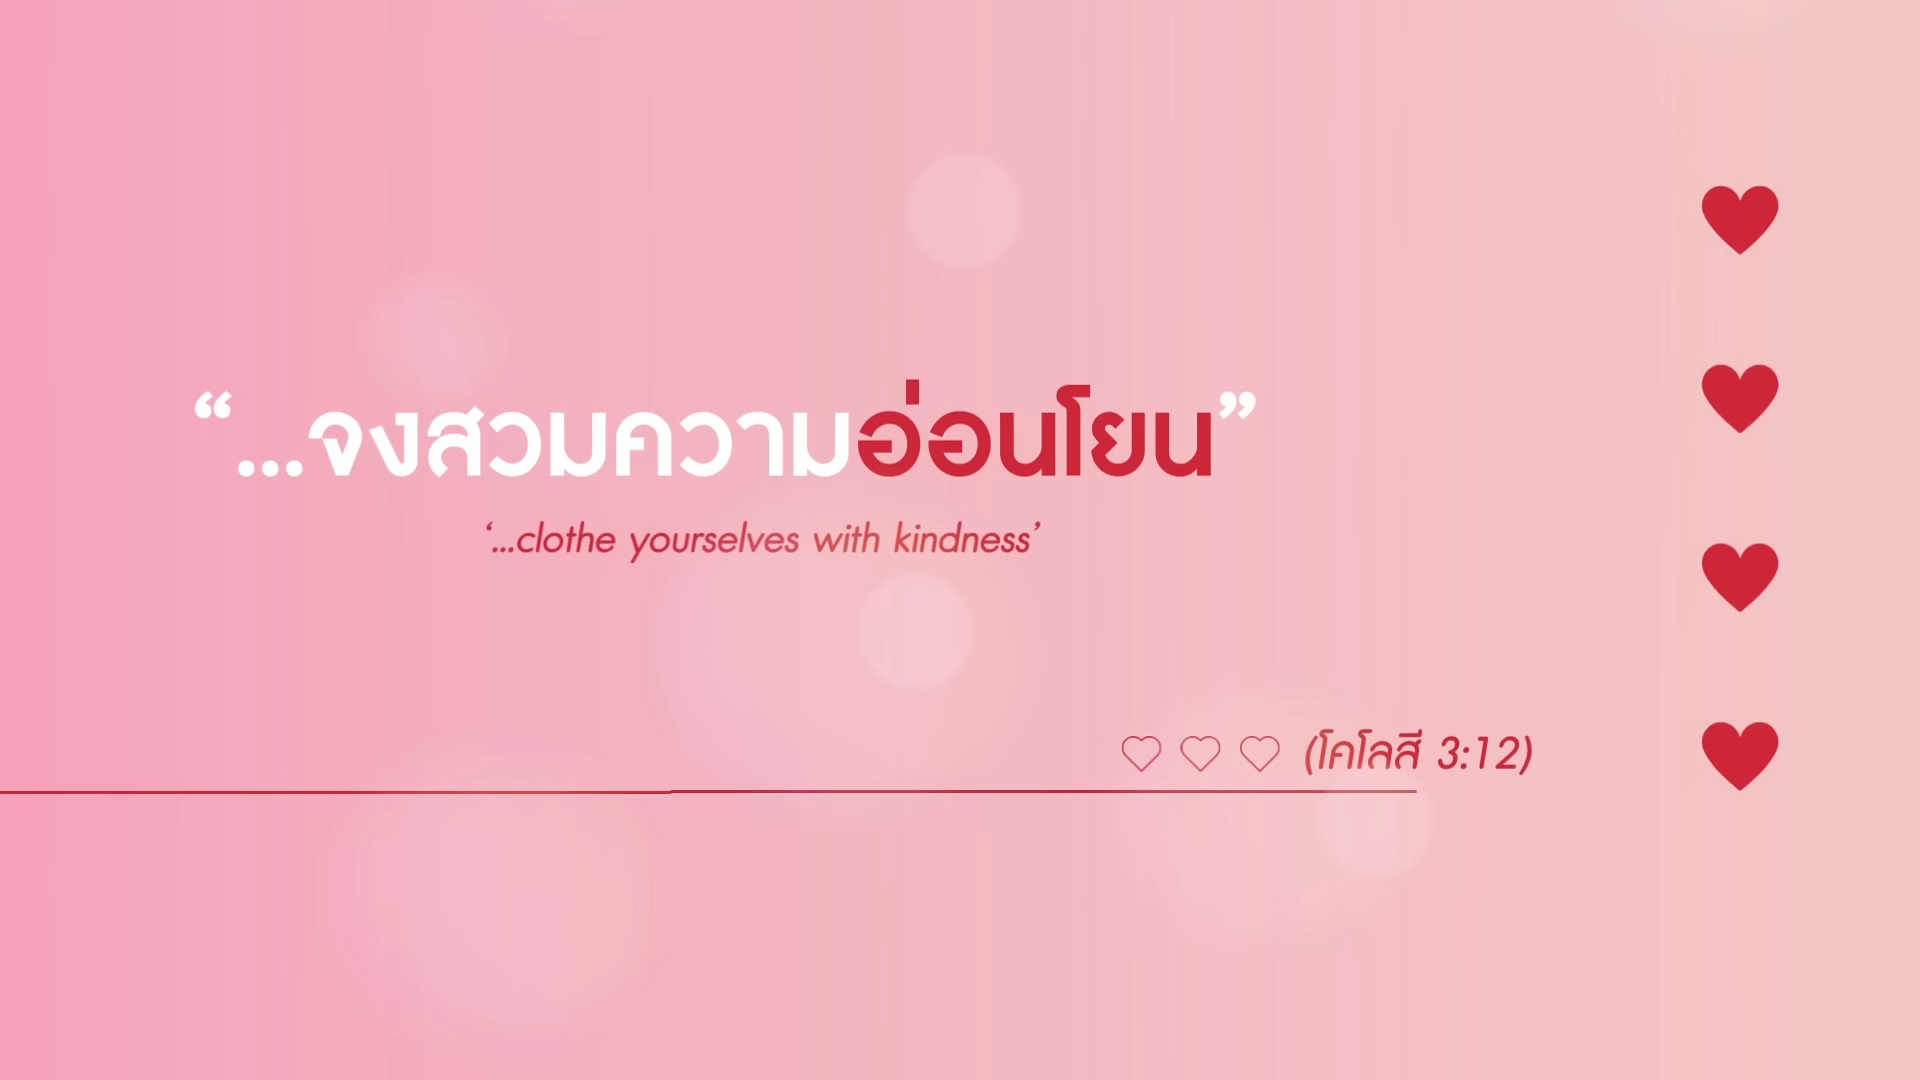 “...จงสวมความอ่อนโยน”
‘...clothe yourselves with kindness’
(โคโลสี 3:12)